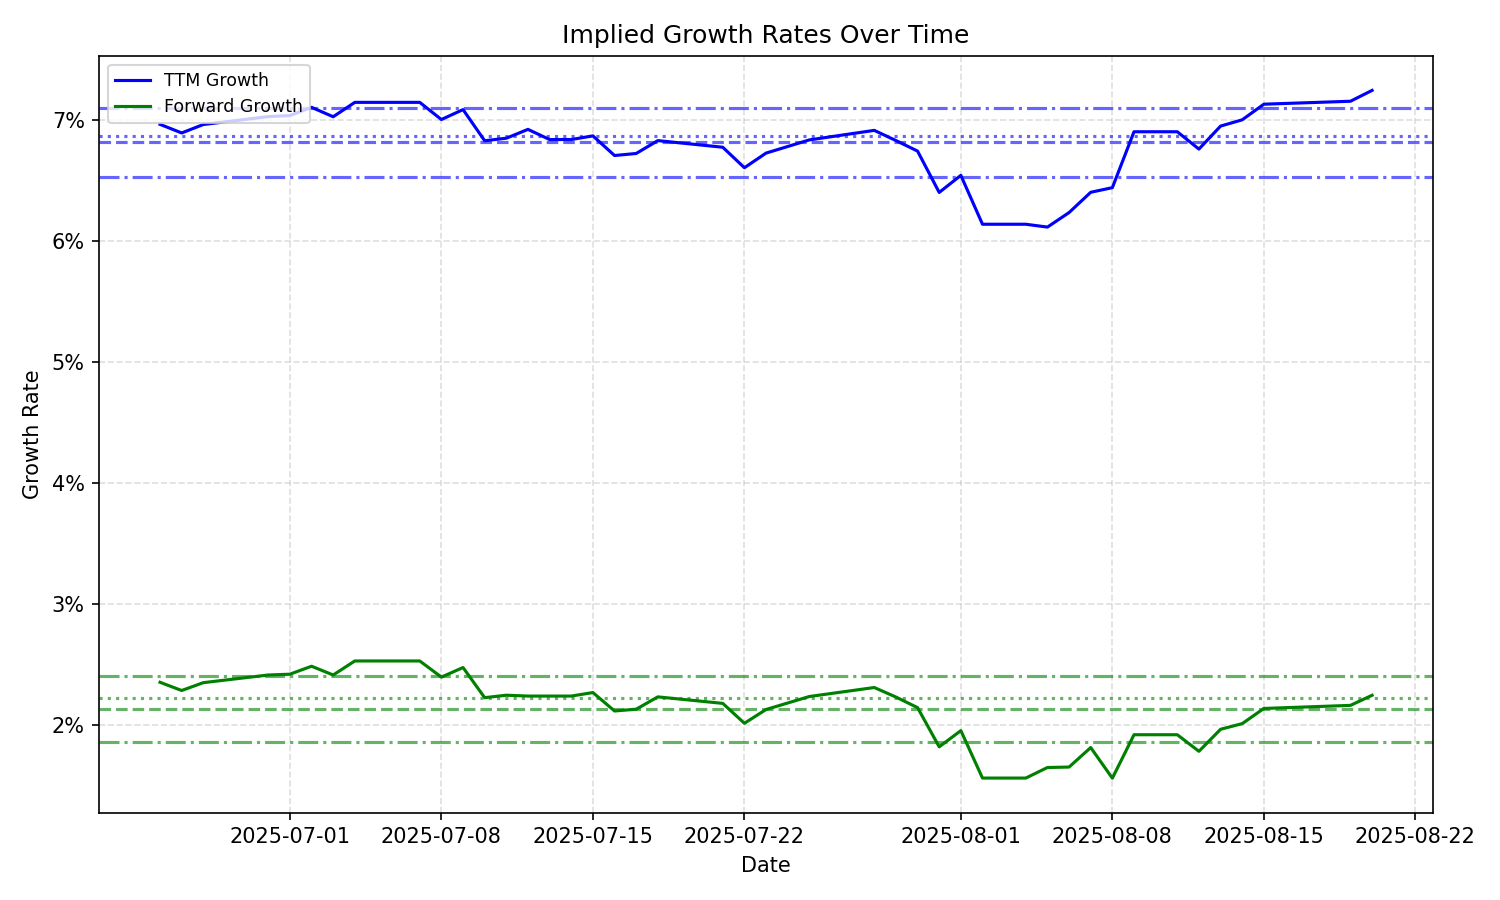 Implied Growth Rates Over Time
TTM Growth
Forward Growth
7%
6%
5%
4%
3%
2%
Growth Rate
2025-07-01
2025-07-08
2025-07-15
2025-07-22
2025-08-01
2025-08-08
2025-08-15
2025-08-22
Date